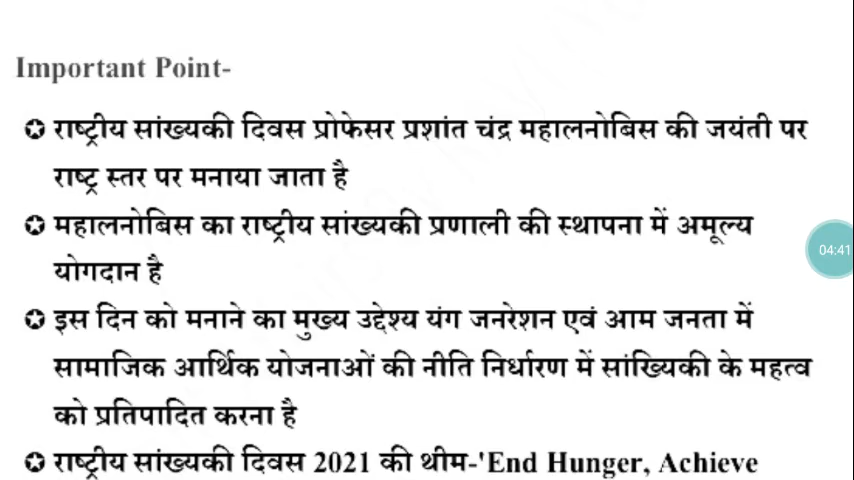 Important Point-
✪ राष्ट्रीय सांख्यकी दिवस प्रोफेसर प्रशांत चंद्र महालनोबिस की जयंती पर
राष्ट्र स्तर पर मनाया जाता है
✪ महालनोबिस का राष्ट्रीय सांख्यकी प्रणाली की स्थापना में अमूल्य
योगदान है
04:41
✪ इस दिन को मनाने का मुख्य उद्देश्य यंग जनरेशन एवं आम जनता में
सामाजिक आर्थिक योजनाओं की नीति निर्धारण में सांख्यिकी के महत्व
को प्रतिपादित करना है
✪ राष्ट्रीय सांख्यकी दिवस 2021 की थीम-'End Hunger, Achieve